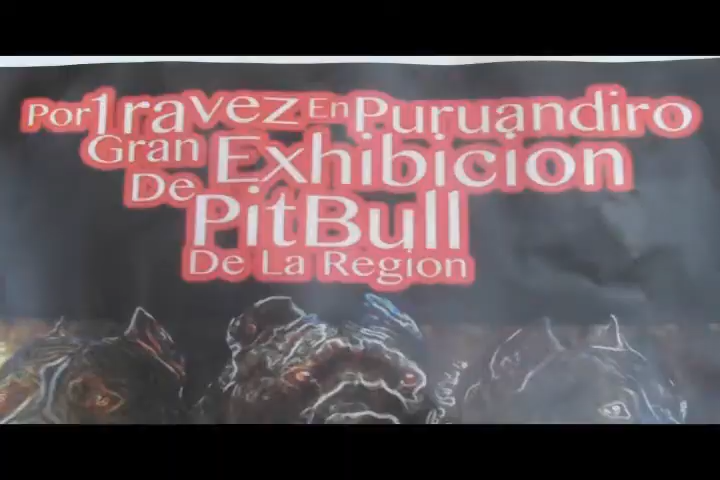 Por 1ra vez En Puruandiro
Gran Exhibicion
De PitBull
De La Region